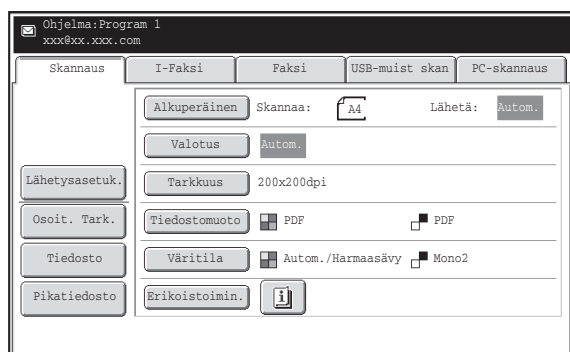 Ohjelma:Program 1
xxx@xx.xxx.com
Skannaus I-Faksi Faksi USB-muist skan PC-skannaus
Alkuperäinen Skannaa: A4 Lähetä: Autom.
Valotus Autom.
Lähetysasetuk. Tarkkuus 200x200dpi
Osoit. Tark. Tiedostomuoto PDF PDF
Tiedosto Väritila Autom./Harmaasävy Mono2
Pikatiedosto Erikoistoimin.